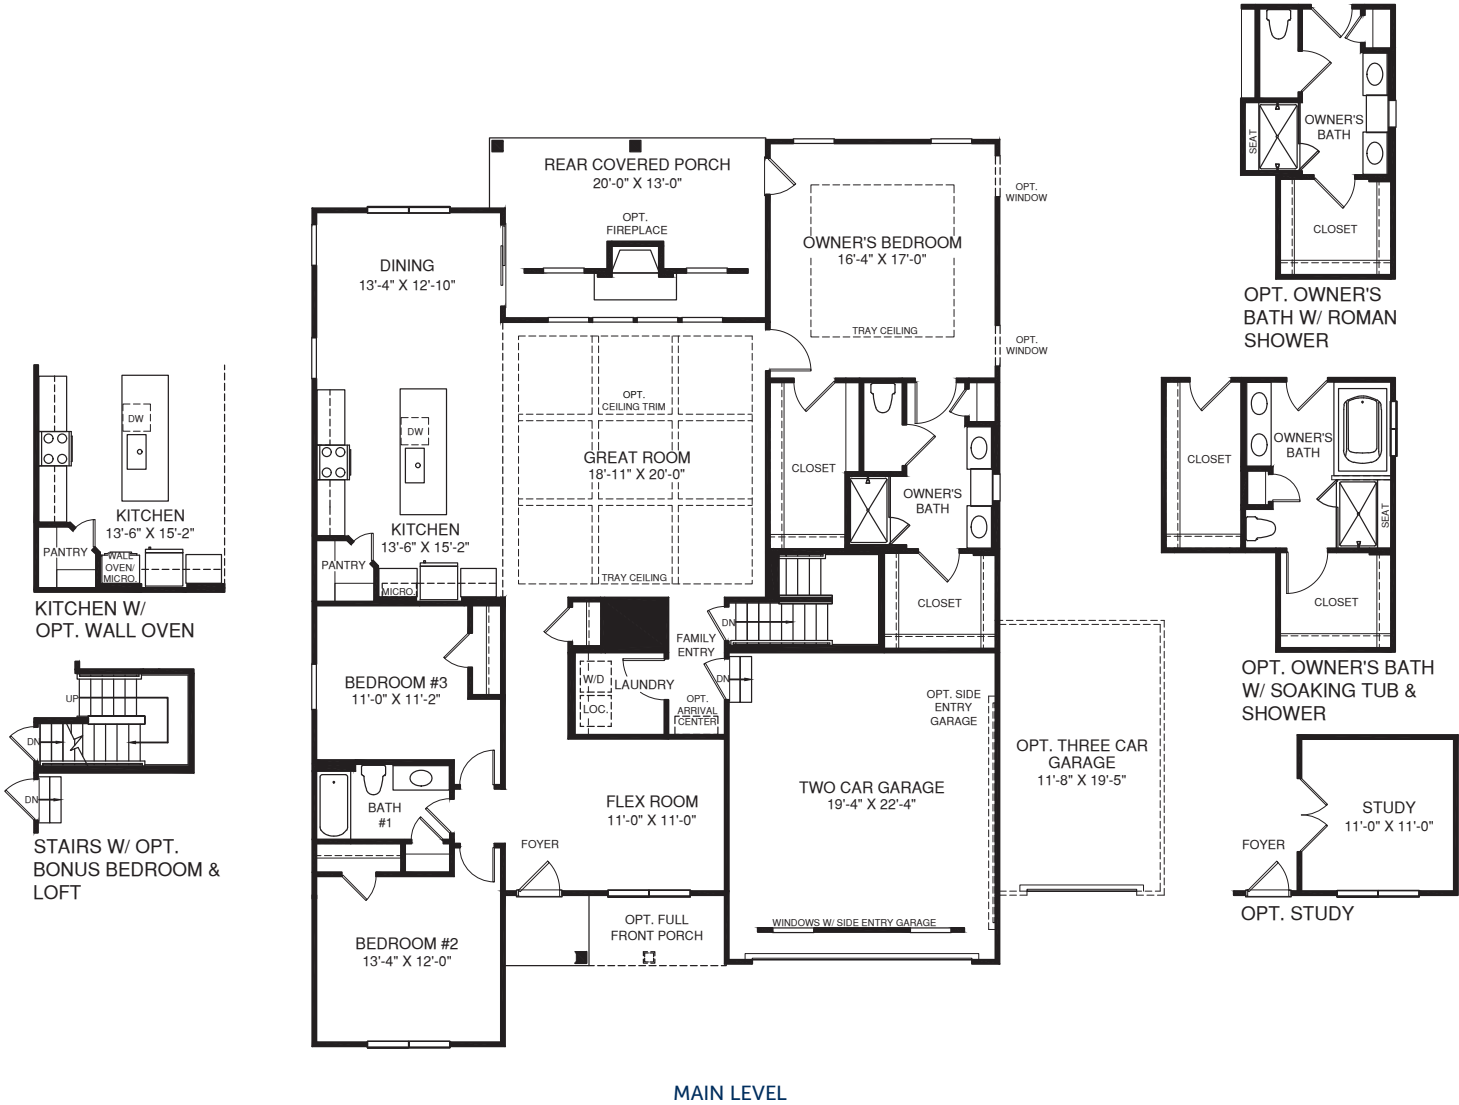 REAR COVERED PORCH
20'-0" X 13'-0"
OPT.
FIREPLACE
DINING
13'-4" X 12'-10"
OWNER'S BEDROOM
16'-4" X 17'-0"
TRAY CEILING
OPT.
WINDOW
OPT.
WINDOW
OPT.
CEILING TRIM
GREAT ROOM
18'-11" X 20'-0"
TRAY CEILING
DW
KITCHEN
13'-6" X 15'-2"
PANTRY
MICRO.
CLOSET
OWNER'S
BATH
CLOSET
DN
FAMILY
ENTRY
DN
W/D
LOC.
LAUNDRY
OPT.
ARRIVAL
CENTER
BEDROOM #3
11'-0" X 11'-2"
BATH
#1
FOYER
FLEX ROOM
11'-0" X 11'-0"
OPT. SIDE
ENTRY
GARAGE
TWO CAR GARAGE
19'-4" X 22'-4"
WINDOWS W/ SIDE ENTRY GARAGE
OPT. THREE CAR
GARAGE
11'-8" X 19'-5"
OPT. FULL
FRONT PORCH
BEDROOM #2
13'-4" X 12'-0"
DW
KITCHEN
13'-6" X 15'-2"
PANTRY
WALL
OVEN/
MICRO.
KITCHEN W/
OPT. WALL OVEN
UP
DN
DN
STAIRS W/ OPT.
BONUS BEDROOM &
LOFT
SEAT
OWNER'S
BATH
CLOSET
OPT. OWNER'S
BATH W/ ROMAN
SHOWER
CLOSET
OWNER'S
BATH
SEAT
CLOSET
OPT. OWNER'S BATH
W/ SOAKING TUB &
SHOWER
STUDY
11'-0" X 11'-0"
FOYER
OPT. STUDY
MAIN LEVEL